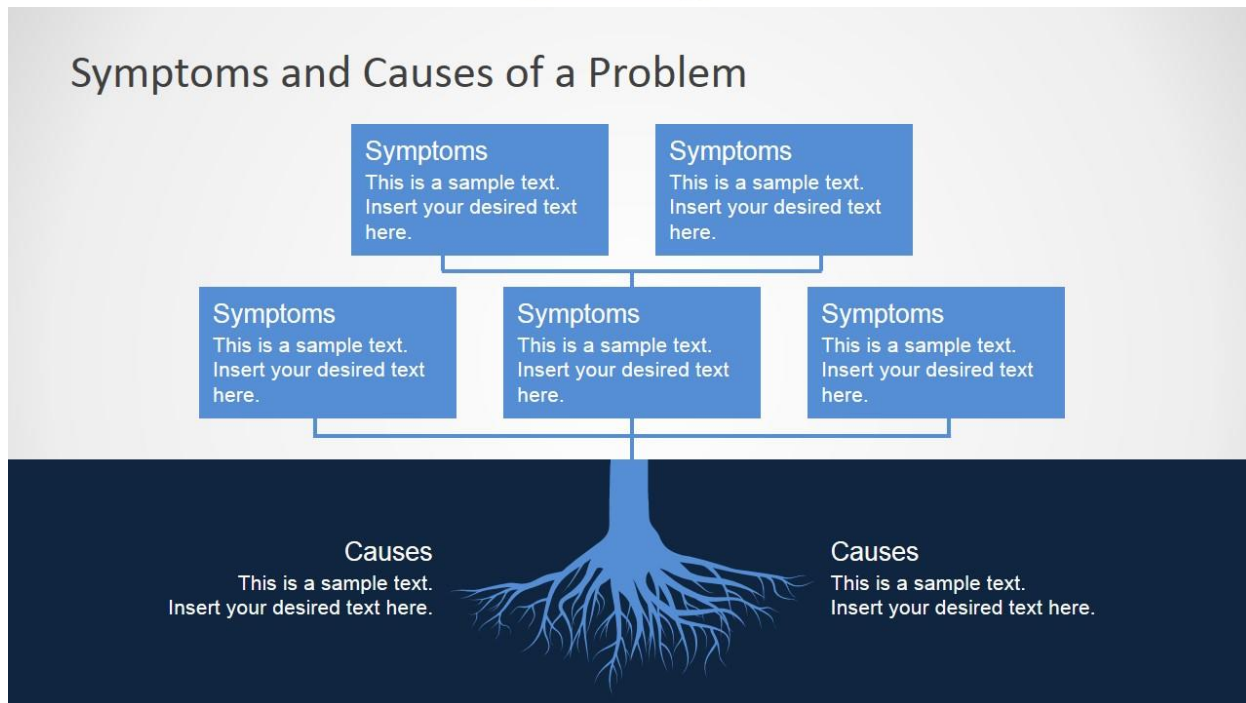 Symptoms and Causes of a Problem
Symptoms
This is a sample text.
Insert your desired text
here.
Symptoms
This is a sample text.
Insert your desired text
here.
Symptoms
This is a sample text.
Insert your desired text
here.
Symptoms
This is a sample text.
Insert your desired text
here.
Symptoms
This is a sample text.
Insert your desired text
here.
Causes
This is a sample text.
Insert your desired text here.
Causes
This is a sample text.
Insert your desired text here.